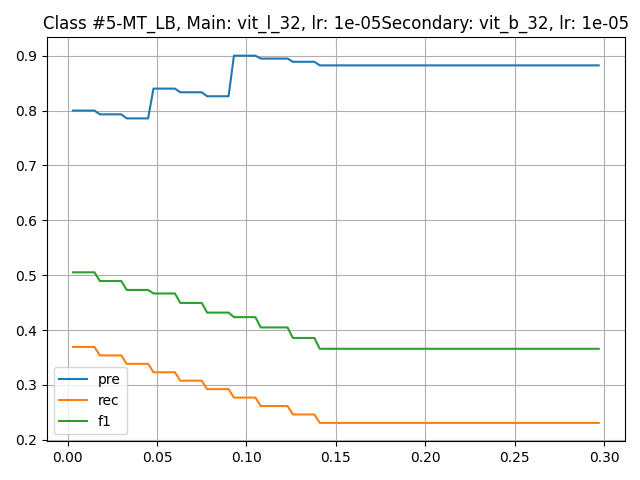 Class #5-MT_LB, Main: vit_l_32, lr: 1e-05Secondary: vit_b_32, lr: 1e-05
0.9
0.8
0.7
0.6
0.5
0.4
0.3
0.2
pre
rec
f1
0.00 0.05 0.10 0.15 0.20 0.25 0.30